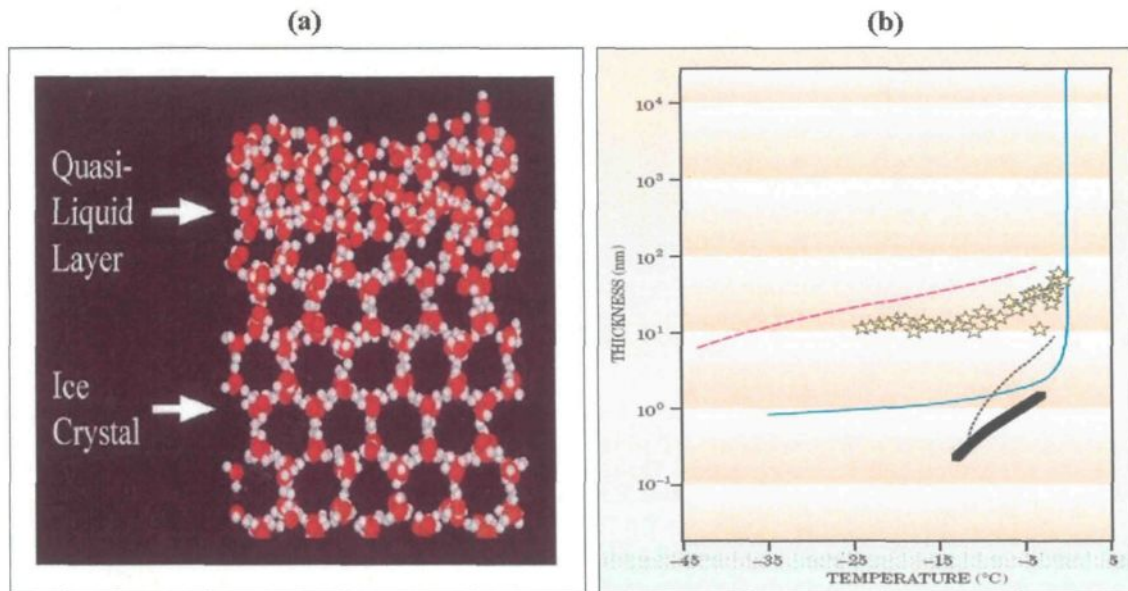 (a)
(b)
Quasi-
Liquid
Layer
Ice
Crystal
THICKNESS (nm)
10⁴
10³
10²
10¹
10⁰
10⁻¹
-45
-35
-25
-15
-5
5
TEMPERATURE (°C)